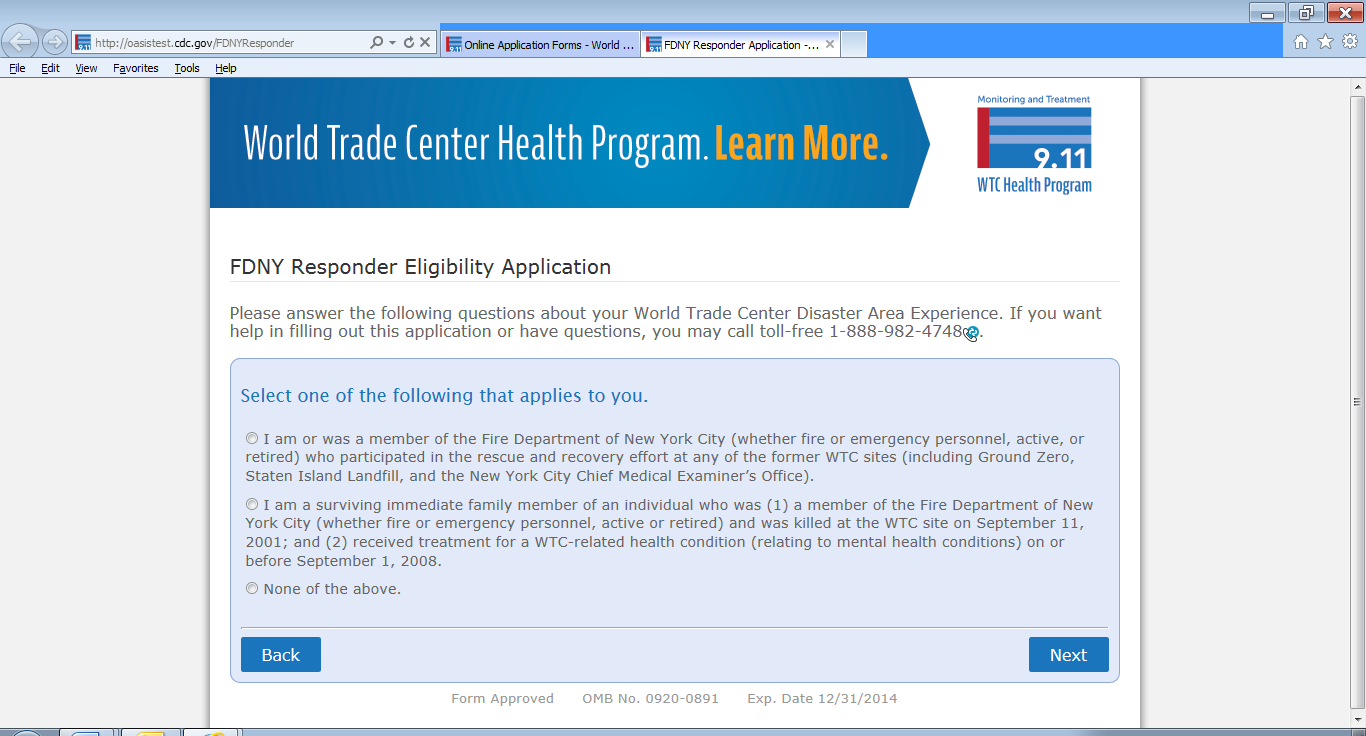 http://oasistest.cdc.gov/FDNYResponder
Online Application Forms - World ...
FDNY Responder Application -...
File Edit View Favorites Tools Help
World Trade Center Health Program. Learn More.
Monitoring and Treatment
9.11
WTC Health Program
FDNY Responder Eligibility Application
Please answer the following questions about your World Trade Center Disaster Area Experience. If you want
help in filling out this application or have questions, you may call toll-free 1-888-982-4748.
Select one of the following that applies to you.
I am or was a member of the Fire Department of New York City (whether fire or emergency personnel, active, or
retired) who participated in the rescue and recovery effort at any of the former WTC sites (including Ground Zero,
Staten Island Landfill, and the New York City Chief Medical Examiner’s Office).
I am a surviving immediate family member of an individual who was (1) a member of the Fire Department of New
York City (whether fire or emergency personnel, active or retired) and was killed at the WTC site on September 11,
2001; and (2) received treatment for a WTC-related health condition (relating to mental health conditions) on or
before September 1, 2008.
None of the above.
Back
Next
Form Approved OMB No. 0920-0891 Exp. Date 12/31/2014